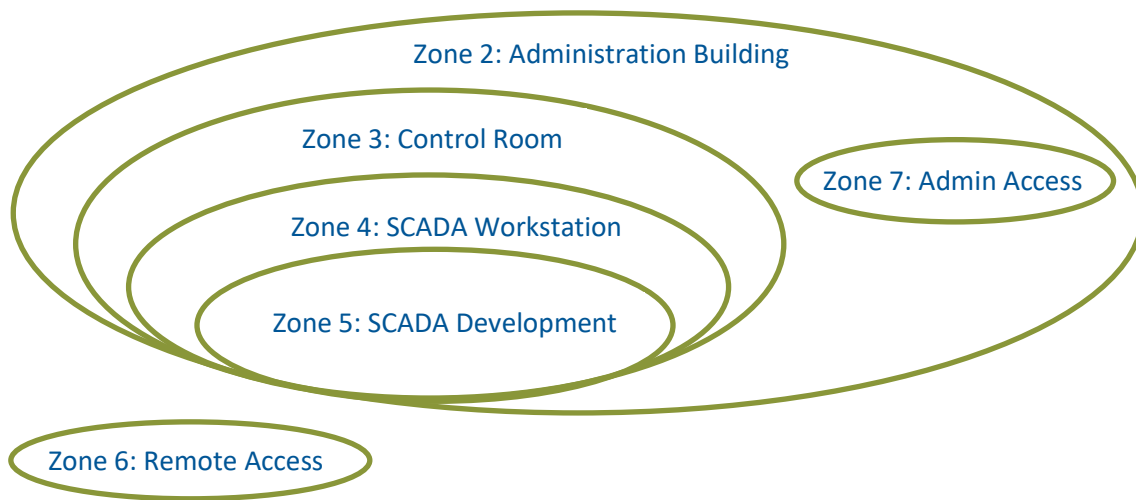 Zone 2: Administration Building
Zone 3: Control Room
Zone 7: Admin Access
Zone 4: SCADA Workstation
Zone 5: SCADA Development
Zone 6: Remote Access